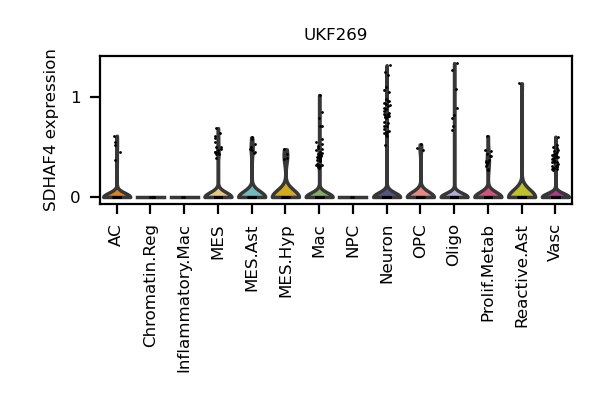 UKF269
SDHAF4 expression
1
0
AC
Chromatin.Reg
Inflammatory.Mac
MES
MES.Ast
MES.Hyp
Mac
NPC
Neuron
OPC
Oligo
Prolif.Metab
Reactive.Ast
Vasc